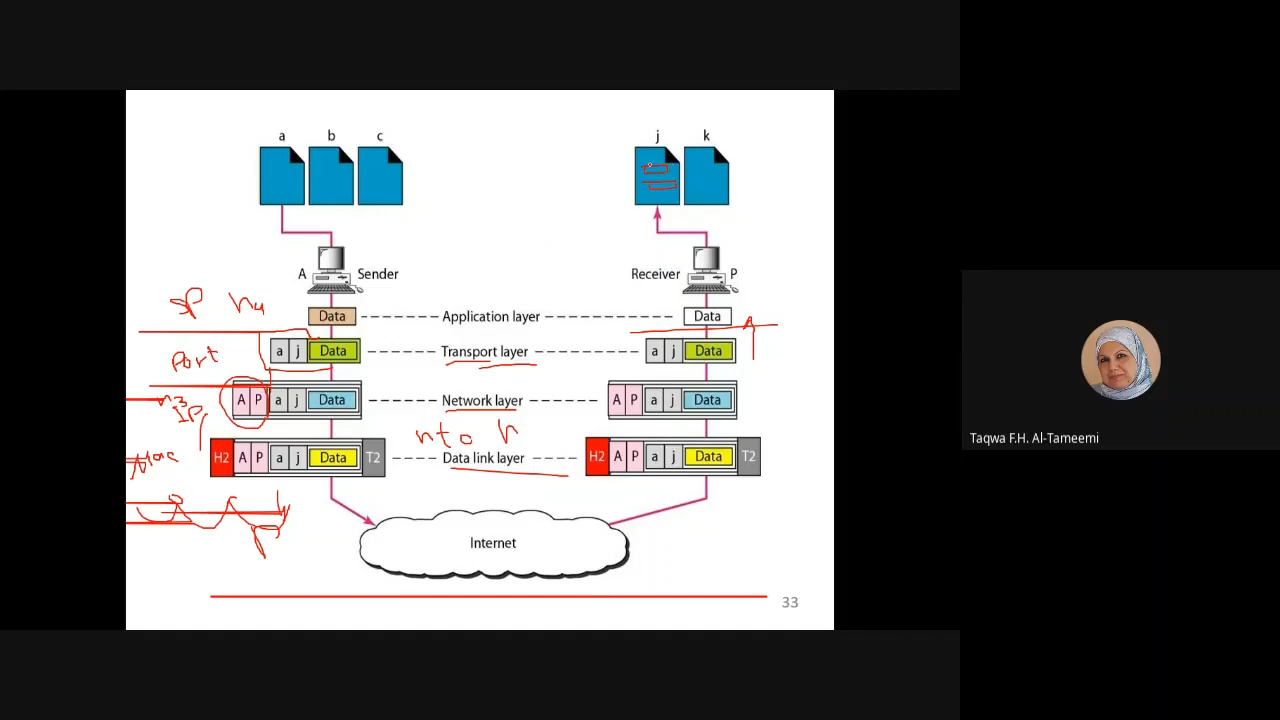 a b c j k
A Sender Receiver P
Data Application layer Data
a j Data Transport layer a j Data
Port
A P a j Data Network layer A P a j Data
IP
n to n
H2 A P a j Data T2 Data link layer H2 A P a j Data T2
Internet
33
Taqwa F.H. Al-Tameemi